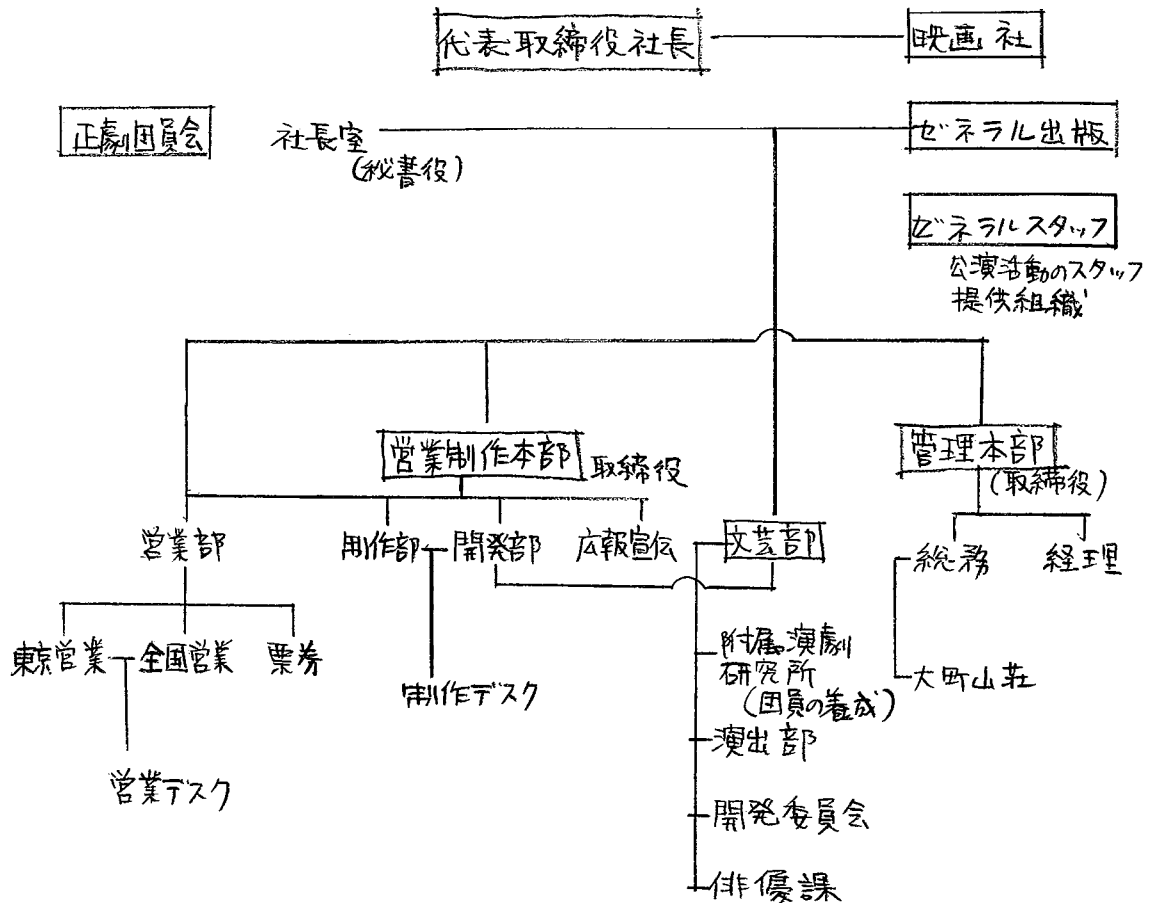 代表取締役社長
映画社
正劇団員会
社長室
(秘書役)
ゼネラル出版
ゼネラルスタッフ
公演活動のスタッフ
提供組織
営業制作本部 取締役
管理本部
(取締役)
営業部
制作部
開発部
広報宣伝
文芸部
総務
経理
東京営業
全国営業
票券
制作デスク
附属演劇
研究所
(団員の養成)
大町山荘
演出部
営業デスク
開発委員会
俳優課